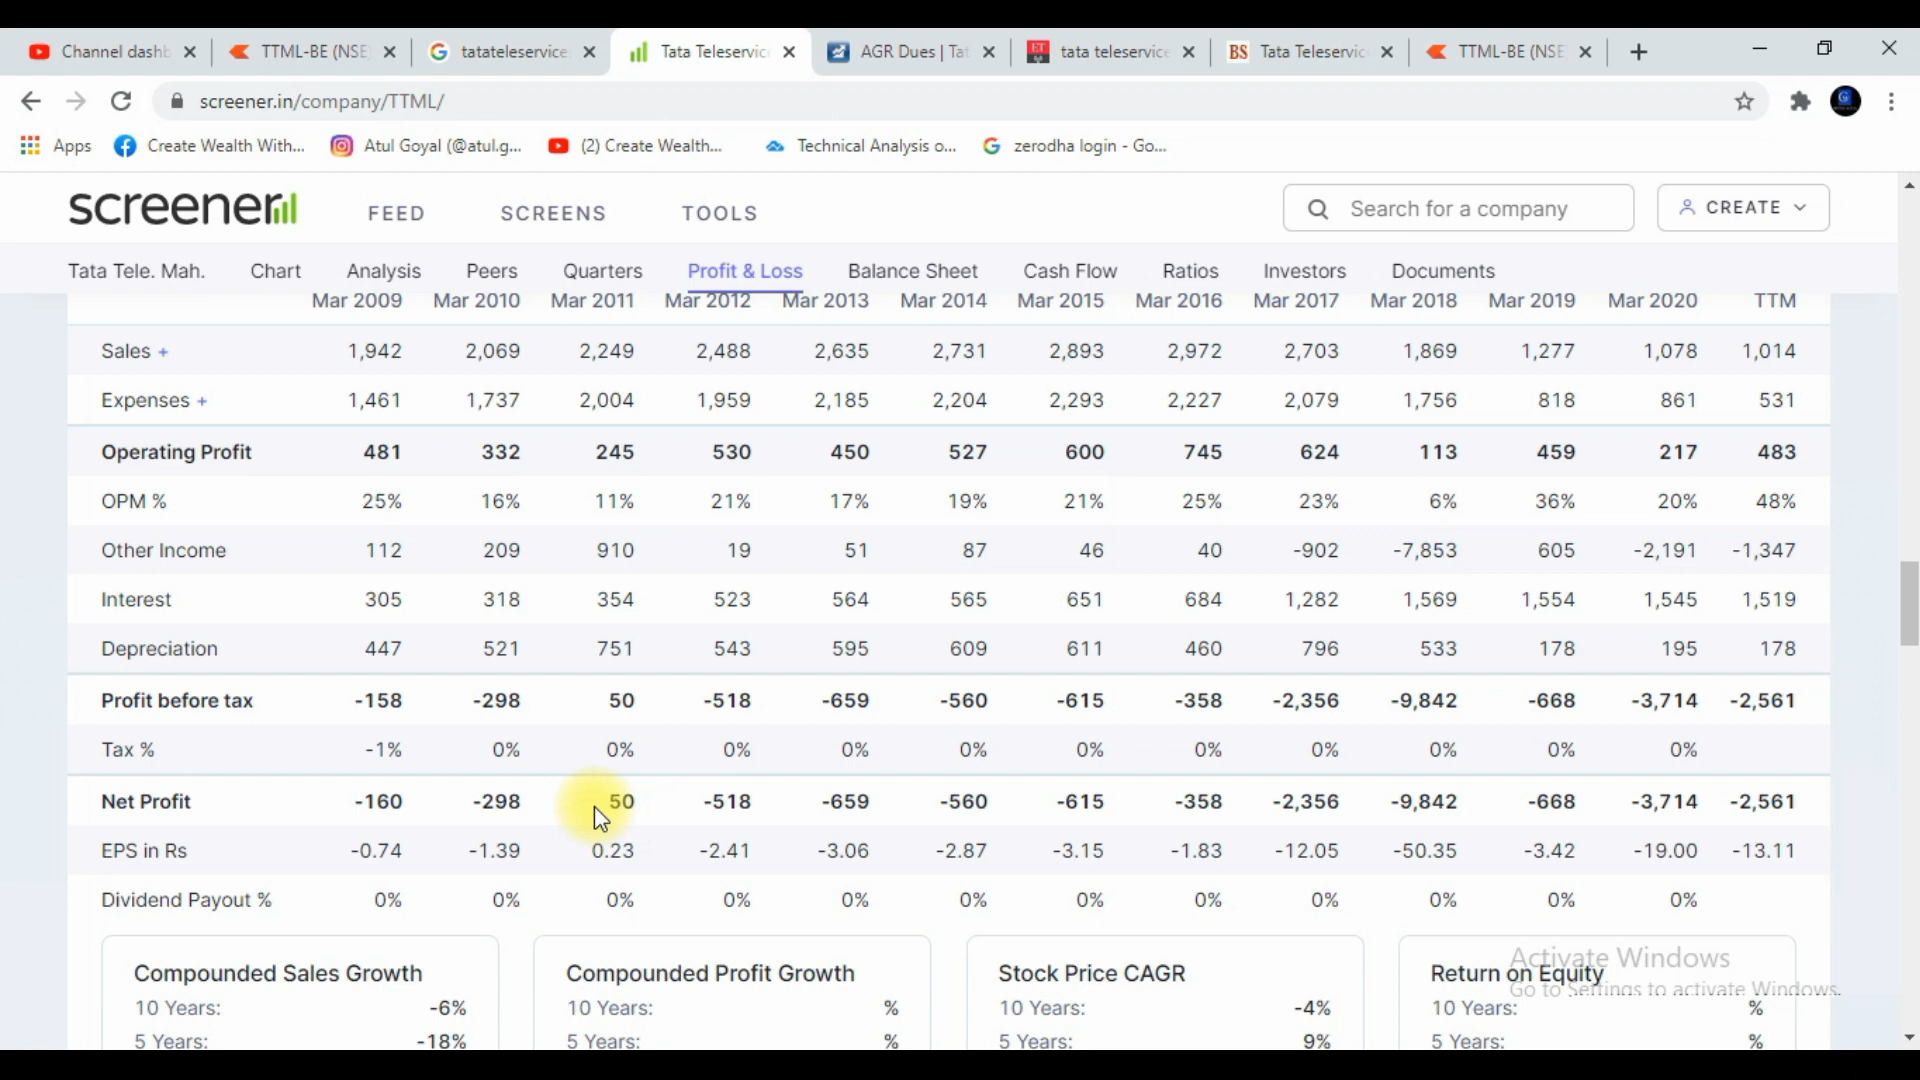 Channel dashb
TTML-BE (NSE
tatateleservice
Tata Teleservic
AGR Dues | Tat
ET
tata teleservice
BS
Tata Teleservic
TTML-BE (NSE
screener.in/company/TTML/
Apps
Create Wealth With...
Atul Goyal (@atul.g...
(2) Create Wealth...
Technical Analysis o...
zerodha login - Go...
screener
FEED
SCREENS
TOOLS
Search for a company
CREATE
Tata Tele. Mah. Chart Analysis Peers Quarters Profit & Loss Balance Sheet Cash Flow Ratios Investors Documents
Mar 2009 Mar 2010 Mar 2011 Mar 2012 Mar 2013 Mar 2014 Mar 2015 Mar 2016 Mar 2017 Mar 2018 Mar 2019 Mar 2020 TTM
Sales + 1,942 2,069 2,249 2,488 2,635 2,731 2,893 2,972 2,703 1,869 1,277 1,078 1,014
Expenses + 1,461 1,737 2,004 1,959 2,185 2,204 2,293 2,227 2,079 1,756 818 861 531
Operating Profit 481 332 245 530 450 527 600 745 624 113 459 217 483
OPM % 25% 16% 11% 21% 17% 19% 21% 25% 23% 6% 36% 20% 48%
Other Income 112 209 910 19 51 87 46 40 -902 -7,853 605 -2,191 -1,347
Interest 305 318 354 523 564 565 651 684 1,282 1,569 1,554 1,545 1,519
Depreciation 447 521 751 543 595 609 611 460 796 533 178 195 178
Profit before tax -158 -298 50 -518 -659 -560 -615 -358 -2,356 -9,842 -668 -3,714 -2,561
Tax % -1% 0% 0% 0% 0% 0% 0% 0% 0% 0% 0% 0%
Net Profit -160 -298 50 -518 -659 -560 -615 -358 -2,356 -9,842 -668 -3,714 -2,561
EPS in Rs -0.74 -1.39 0.23 -2.41 -3.06 -2.87 -3.15 -1.83 -12.05 -50.35 -3.42 -19.00 -13.11
Dividend Payout % 0% 0% 0% 0% 0% 0% 0% 0% 0% 0% 0% 0%
Compounded Sales Growth
10 Years: -6%
5 Years: -18%
Compounded Profit Growth
10 Years: %
5 Years: %
Stock Price CAGR
10 Years: -4%
5 Years: 9%
Return on Equity
10 Years: %
5 Years: %
Activate Windows
Go to Settings to activate Windows.